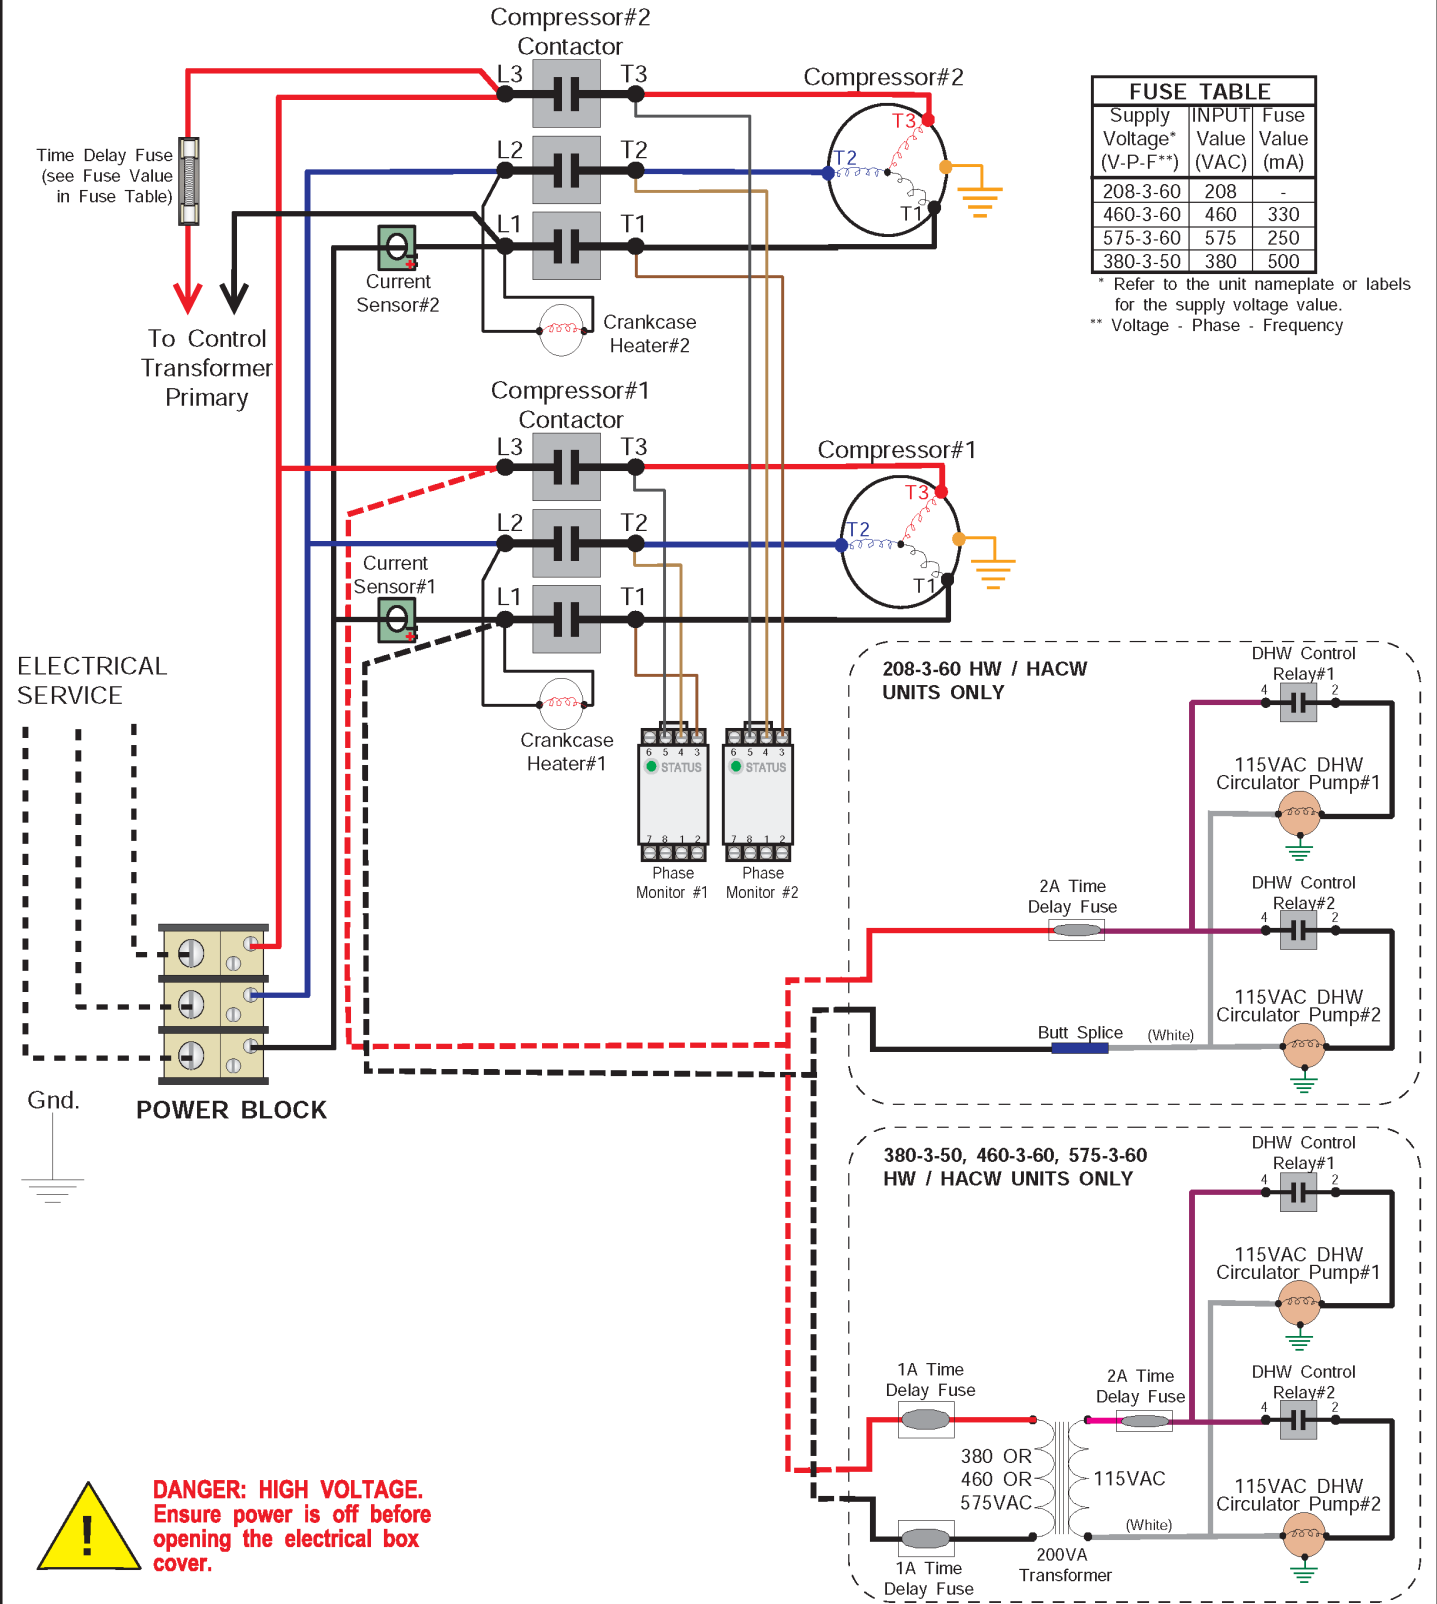 Compressor#2
Contactor
L3
T3
L2
T2
L1
T1
Compressor#2
T3
T2
T1
Time Delay Fuse
(see Fuse Value
in Fuse Table)
Current
Sensor#2
To Control
Transformer
Primary
Crankcase
Heater#2
FUSE TABLE
Supply Voltage* (V-P-F**) INPUT Value (VAC) Fuse Value (mA)
208-3-60 208 -
460-3-60 460 330
575-3-60 575 250
380-3-50 380 500
* Refer to the unit nameplate or labels
for the supply voltage value.
** Voltage - Phase - Frequency
Compressor#1
Contactor
L3
T3
L2
T2
L1
T1
Compressor#1
T3
T2
T1
Current
Sensor#1
Crankcase
Heater#1
6 5 4 3
STATUS
7 8 1 2
Phase
Monitor #1
6 5 4 3
STATUS
7 8 1 2
Phase
Monitor #2
ELECTRICAL
SERVICE
Gnd.
POWER BLOCK
208-3-60 HW / HACW
UNITS ONLY
DHW Control
Relay#1
4 2
115VAC DHW
Circulator Pump#1
2A Time
Delay Fuse
DHW Control
Relay#2
4 2
115VAC DHW
Circulator Pump#2
Butt Splice
(White)
380-3-50, 460-3-60, 575-3-60
HW / HACW UNITS ONLY
DHW Control
Relay#1
4 2
115VAC DHW
Circulator Pump#1
1A Time
Delay Fuse
2A Time
Delay Fuse
DHW Control
Relay#2
4 2
380 OR
460 OR
575VAC
115VAC
115VAC DHW
Circulator Pump#2
(White)
200VA
Transformer
1A Time
Delay Fuse
!
DANGER: HIGH VOLTAGE.
Ensure power is off before
opening the electrical box
cover.